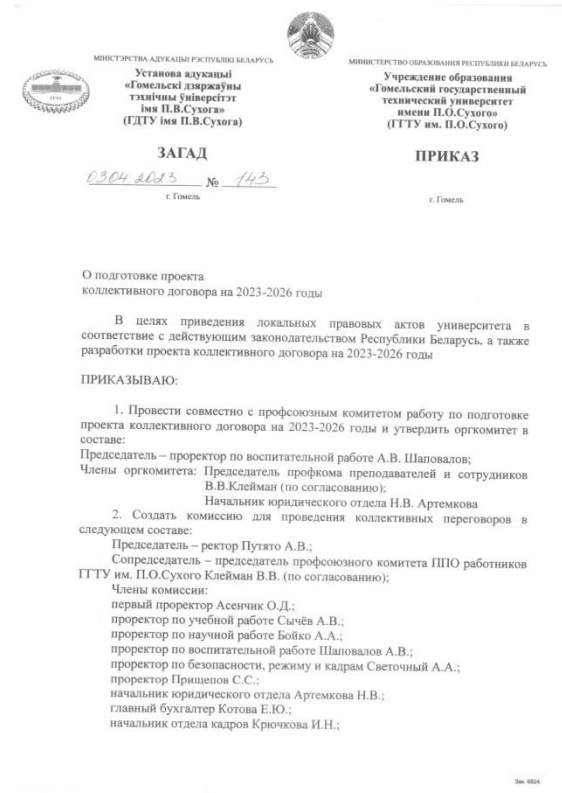 МІНІСТЭРСТВА АДУКАЦЫІ РЭСПУБЛІКІ БЕЛАРУСЬ
Установа адукацыі
«Гомельскі дзяржаўны
тэхнічны ўніверсітэт
імя П.В.Сухога»
(ГДТУ імя П.В.Сухога)
ЗАГАД
03.04.2023 № 143
г. Гомель
МИНИСТЕРСТВО ОБРАЗОВАНИЯ РЕСПУБЛИКИ БЕЛАРУСЬ
Учреждение образования
«Гомельский государственный
технический университет
имени П.О.Сухого»
(ГГТУ им. П.О.Сухого)
ПРИКАЗ
г. Гомель
О подготовке проекта
коллективного договора на 2023-2026 годы
В целях приведения локальных правовых актов университета в
соответствие с действующим законодательством Республики Беларусь, а также
разработки проекта коллективного договора на 2023-2026 годы
ПРИКАЗЫВАЮ:
1. Провести совместно с профсоюзным комитетом работу по подготовке
проекта коллективного договора на 2023-2026 годы и утвердить оргкомитет в
составе:
Председатель – проректор по воспитательной работе А.В. Шаповалов;
Члены оргкомитета: Председатель профкома преподавателей и сотрудников
В.В.Клейман (по согласованию);
Начальник юридического отдела Н.В. Артемкова
2. Создать комиссию для проведения коллективных переговоров в
следующем составе:
Председатель – ректор Путято А.В.;
Сопредседатель – председатель профсоюзного комитета ППО работников
ГГТУ им. П.О.Сухого Клейман В.В. (по согласованию);
Члены комиссии:
первый проректор Асенчик О.Д.;
проректор по учебной работе Сычёв А.В.;
проректор по научной работе Бойко А.А.;
проректор по воспитательной работе Шаповалов А.В.;
проректор по безопасности, режиму и кадрам Светочный А.А.;
проректор Прищепов С.С.;
начальник юридического отдела Артемкова Н.В.;
главный бухгалтер Котова Е.Ю.;
начальник отдела кадров Крючкова И.Н.;
Зак. 6824.